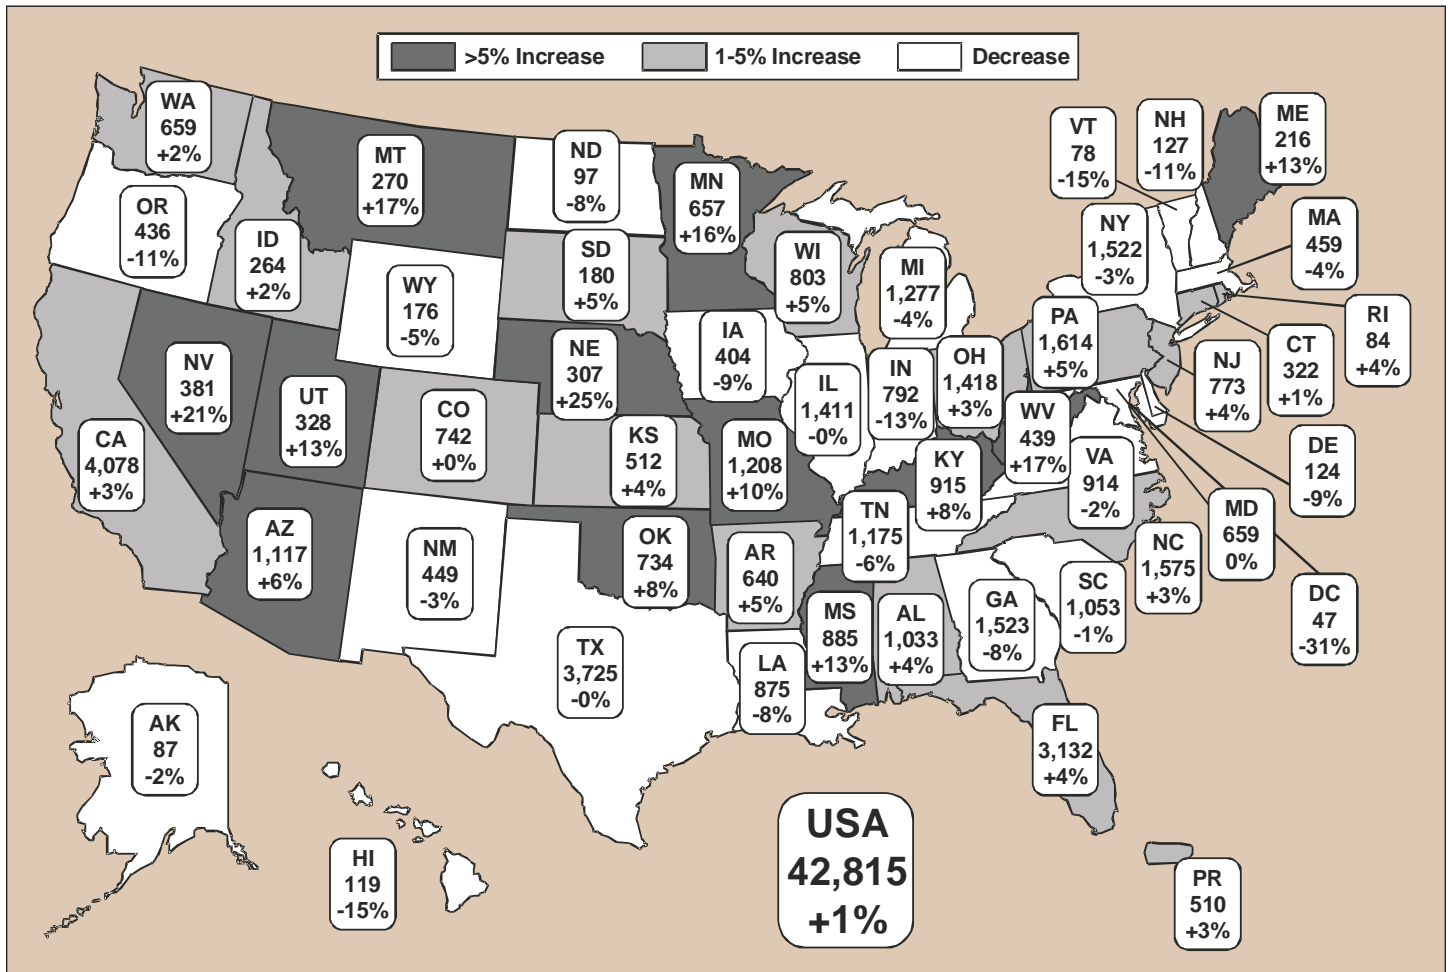 >5% Increase
1-5% Increase
Decrease
WA
659
+2%
MT
270
+17%
ND
97
-8%
MN
657
+16%
VT
78
-15%
NH
127
-11%
ME
216
+13%
OR
436
-11%
ID
264
+2%
WY
176
-5%
SD
180
+5%
WI
803
+5%
MI
1,277
-4%
NY
1,522
-3%
MA
459
-4%
RI
84
+4%
CT
322
+1%
NJ
773
+4%
PA
1,614
+5%
NV
381
+21%
UT
328
+13%
CO
742
+0%
NE
307
+25%
IA
404
-9%
IL
1,411
-0%
IN
792
-13%
OH
1,418
+3%
WV
439
+17%
CA
4,078
+3%
KS
512
+4%
MO
1,208
+10%
KY
915
+8%
VA
914
-2%
DE
124
-9%
MD
659
0%
DC
47
-31%
AZ
1,117
+6%
NM
449
-3%
OK
734
+8%
AR
640
+5%
TN
1,175
-6%
NC
1,575
+3%
SC
1,053
-1%
MS
885
+13%
AL
1,033
+4%
GA
1,523
-8%
TX
3,725
-0%
LA
875
-8%
FL
3,132
+4%
AK
87
-2%
HI
119
-15%
USA
42,815
+1%
PR
510
+3%